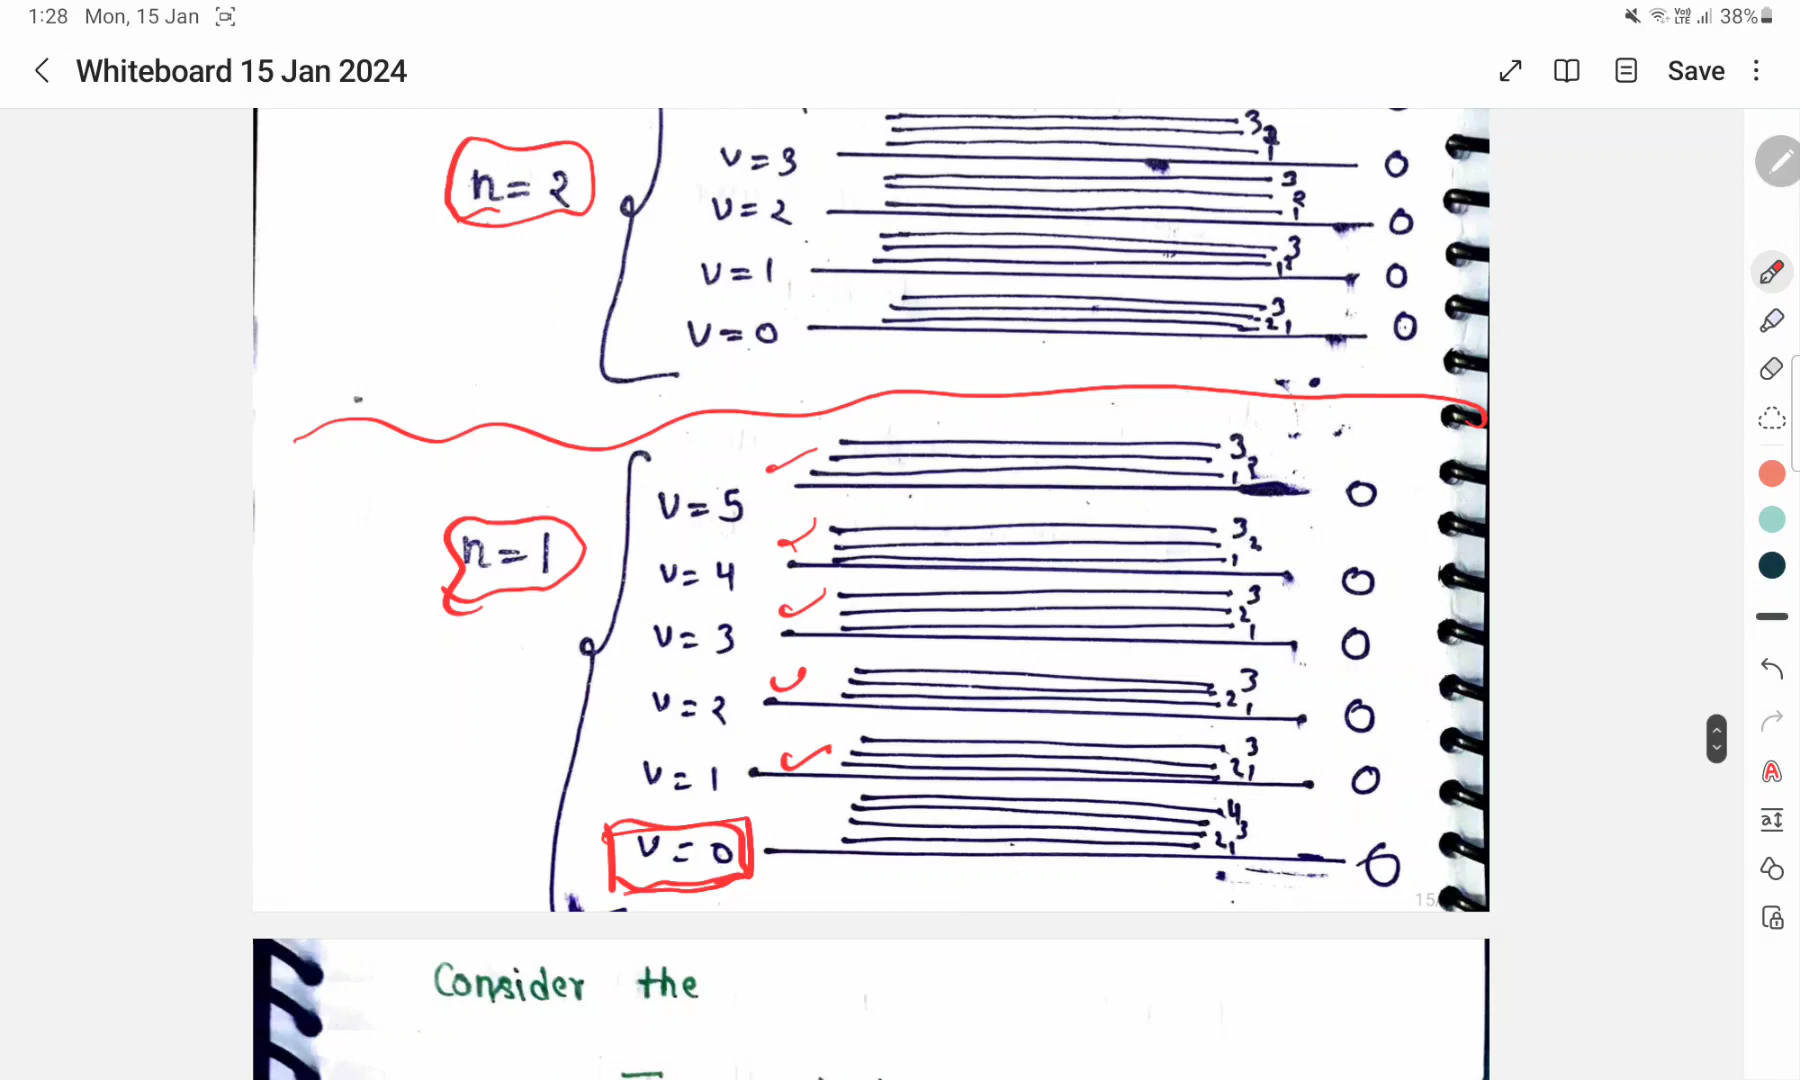 1:28 Mon, 15 Jan
Vo) LTE 38%
Whiteboard 15 Jan 2024
Save
3
2
1
n = 2
v = 3
0
3
2
1
v = 2
0
3
2
1
v = 1
0
3
2
1
v = 0
0
3
2
1
v = 5
0
3
2
1
n = 1
v = 4
0
3
2
1
v = 3
0
3
2
1
v = 2
0
3
2
1
v = 1
0
4
3
2
1
v = 0
0
15/
Consider the